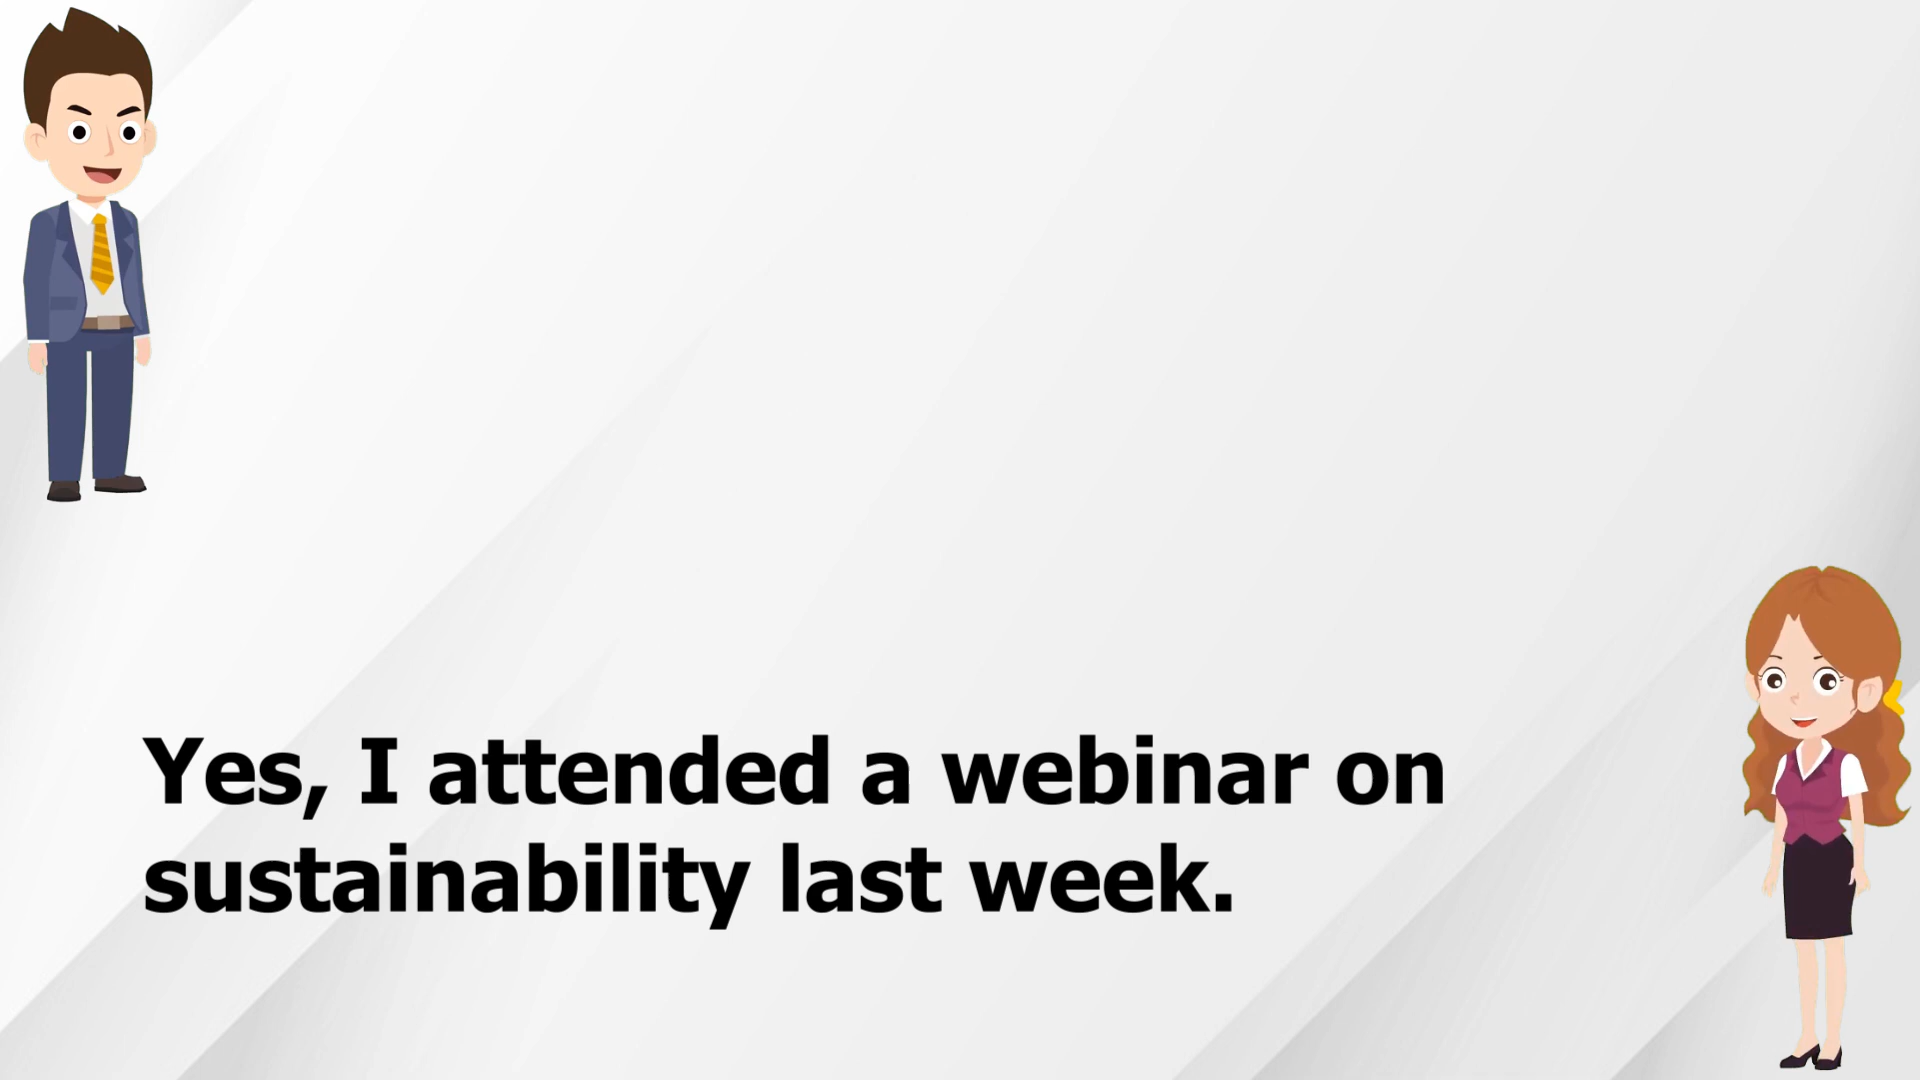 Yes, I attended a webinar on
sustainability last week.